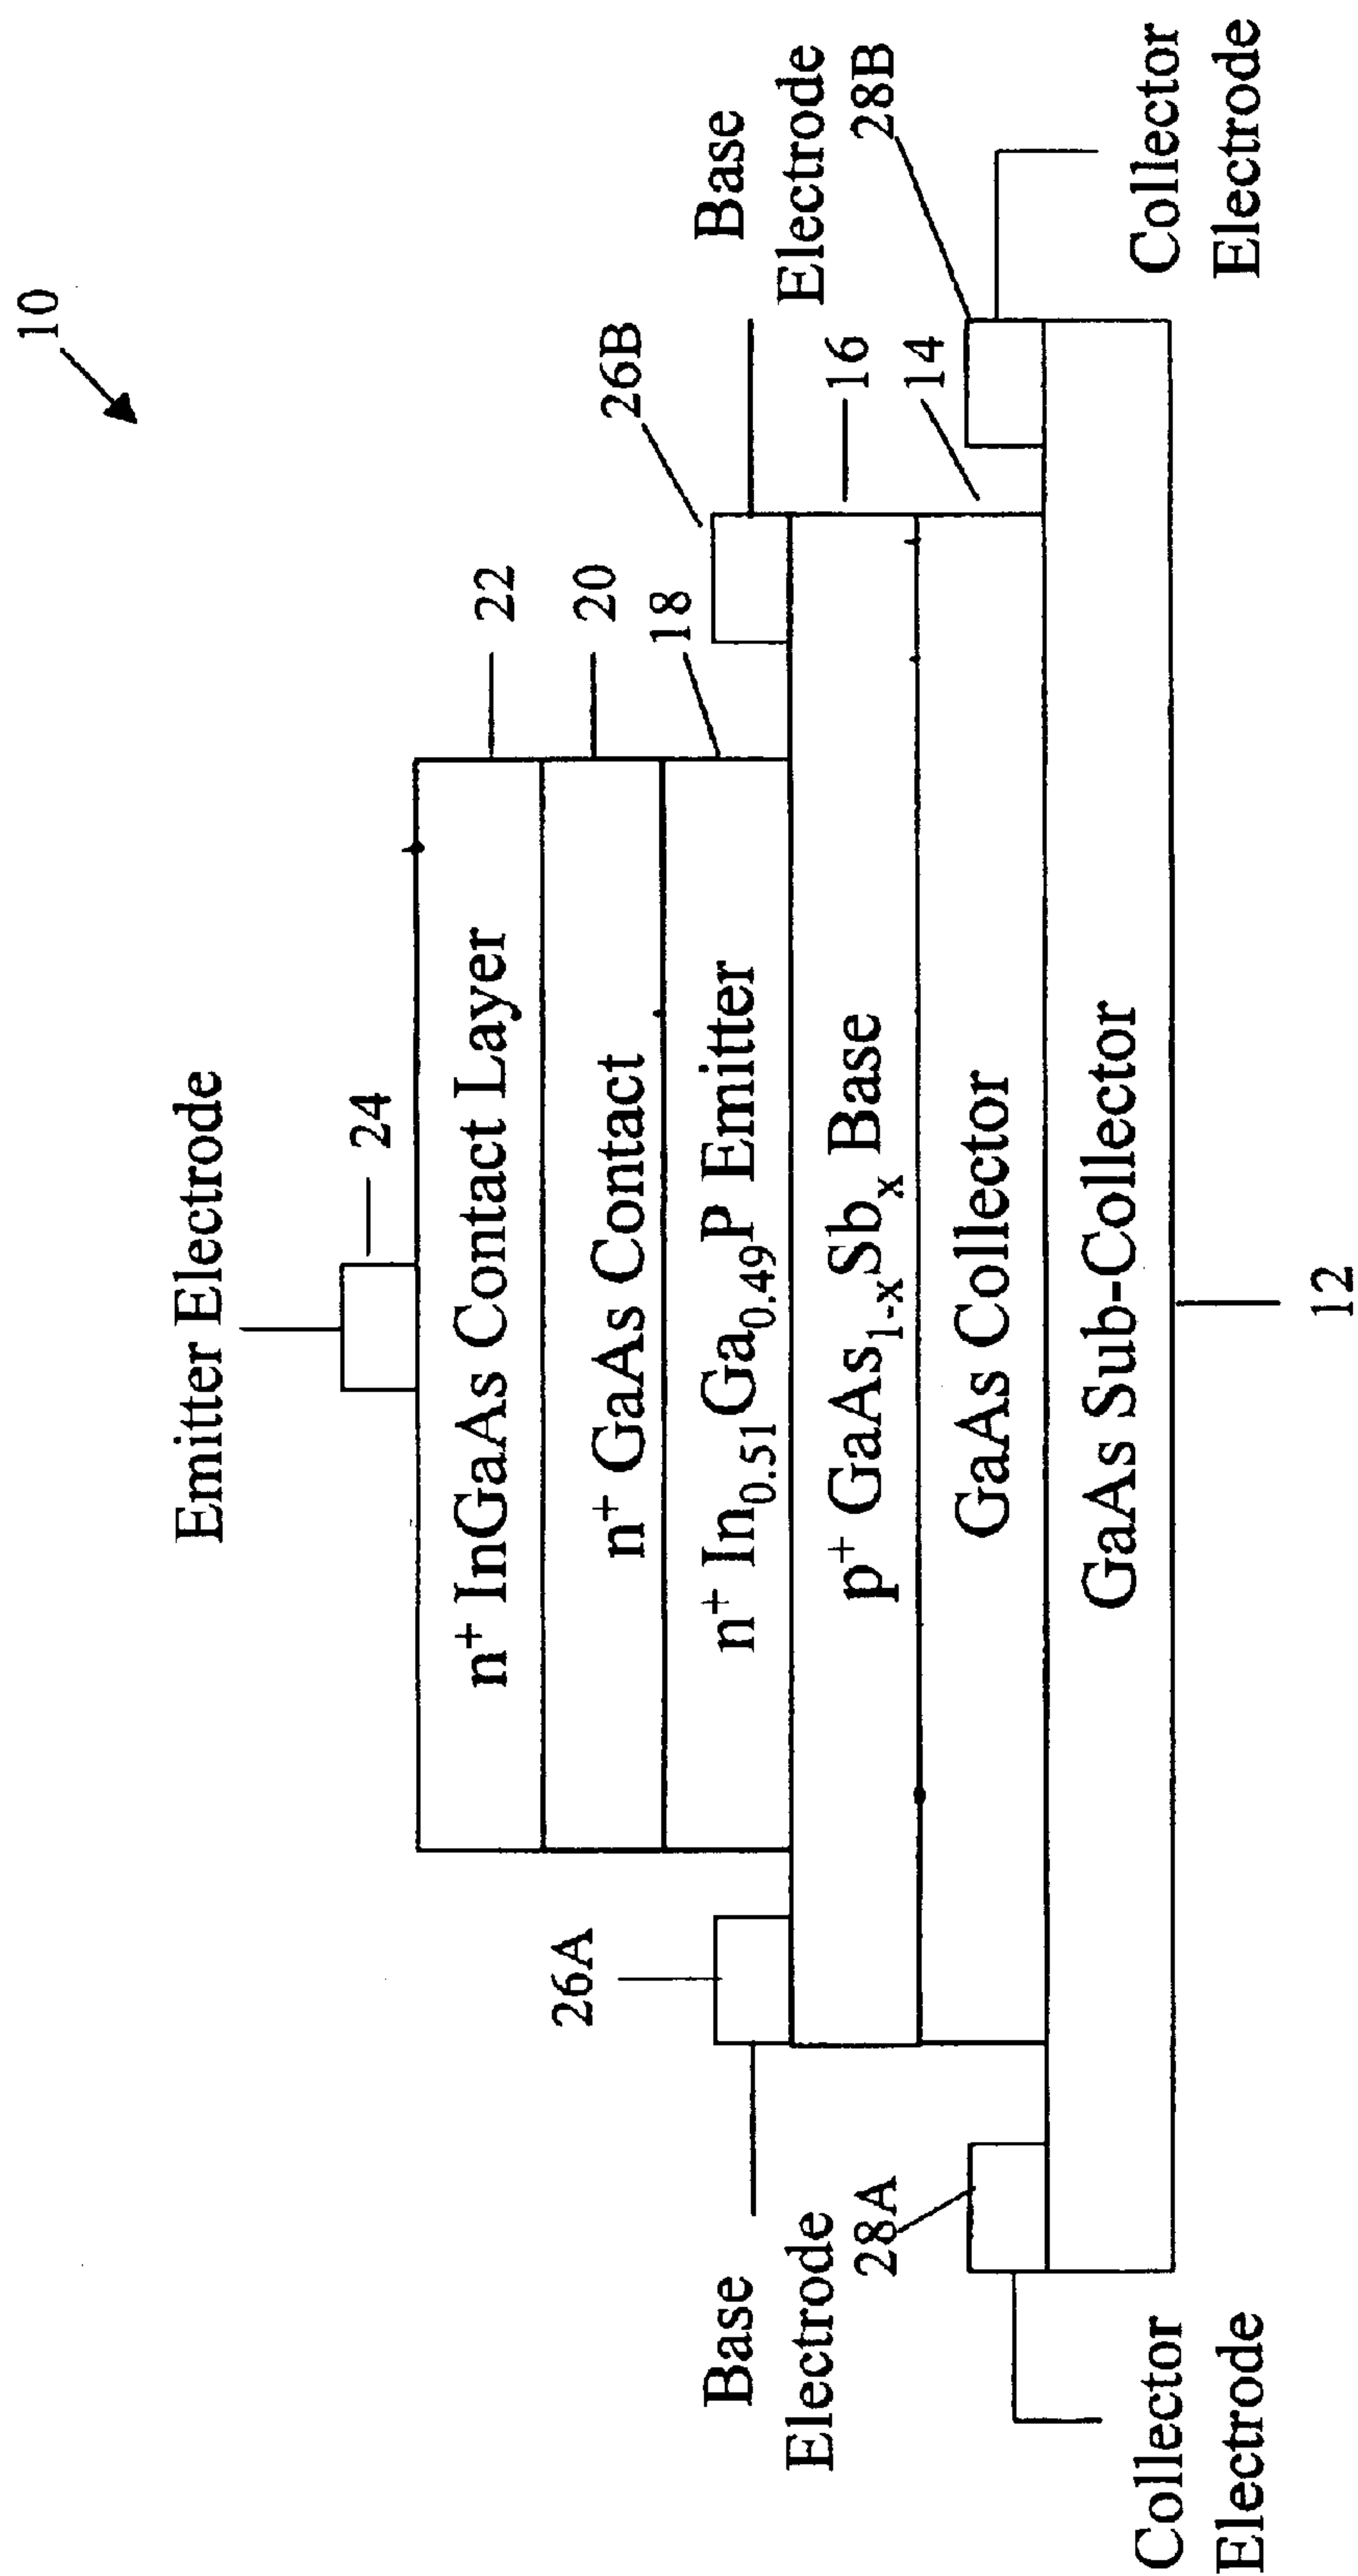 10
Emitter Electrode
24
n⁺ InGaAs Contact Layer
22
n⁺ GaAs Contact
20
n⁺ In₀.₅₁Ga₀.₄₉P Emitter
18
26A
26B
Base
Electrode
Base
Electrode
p⁺ GaAs₁₋ₓSbₓ Base
16
GaAs Collector
14
28A
28B
GaAs Sub-Collector
Collector
Electrode
Collector
Electrode
12